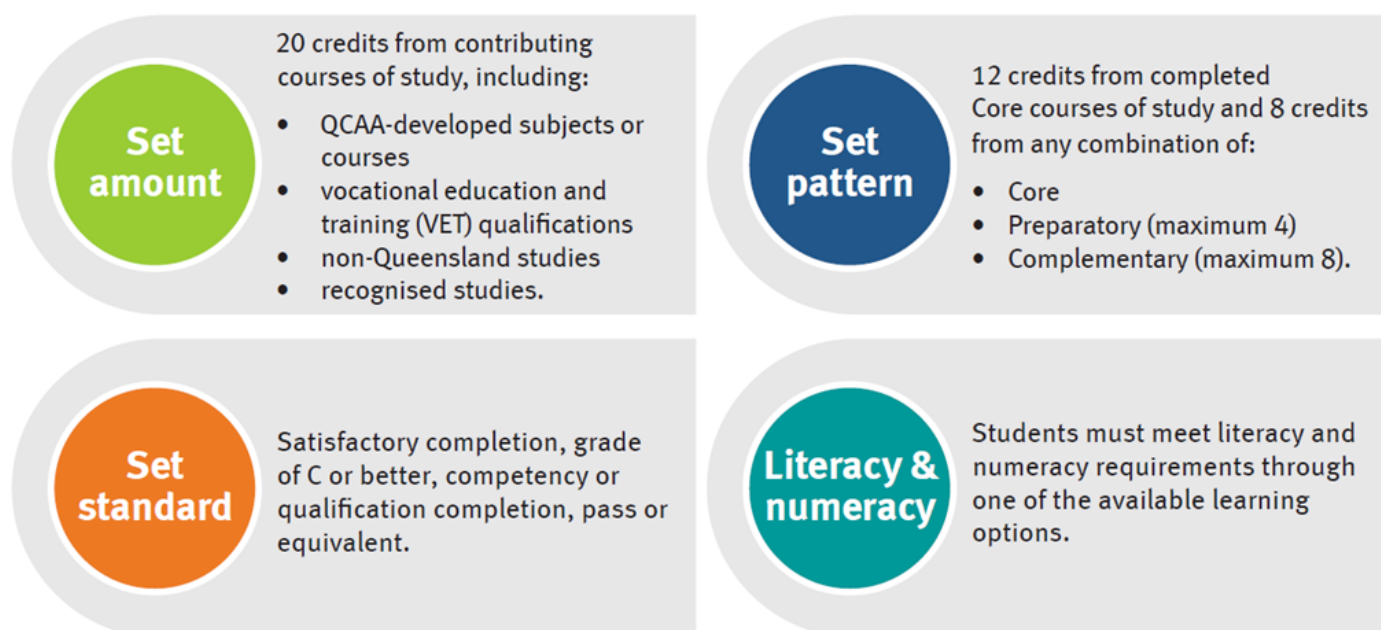 Set
amount
20 credits from contributing
courses of study, including:
• QCAA-developed subjects or
courses
• vocational education and
training (VET) qualifications
• non-Queensland studies
• recognised studies.
Set
pattern
12 credits from completed
Core courses of study and 8 credits
from any combination of:
• Core
• Preparatory (maximum 4)
• Complementary (maximum 8).
Set
standard
Satisfactory completion, grade
of C or better, competency or
qualification completion, pass or
equivalent.
Literacy &
numeracy
Students must meet literacy and
numeracy requirements through
one of the available learning
options.